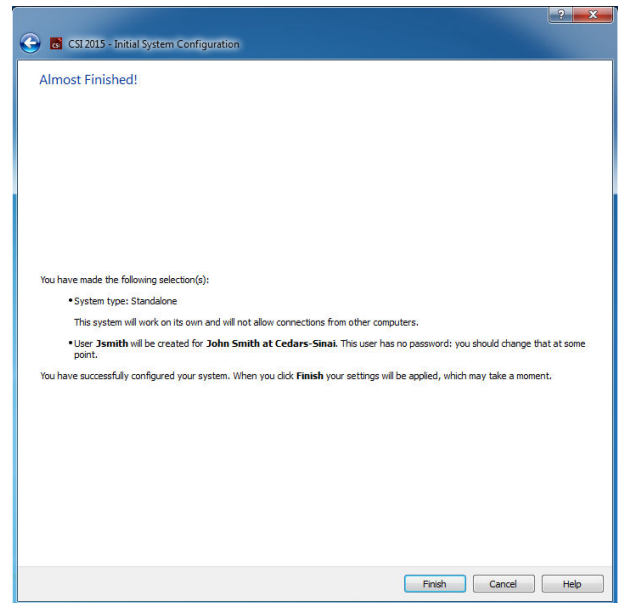 CSI 2015 - Initial System Configuration
Almost Finished!
You have made the following selection(s):
•System type: Standalone
This system will work on its own and will not allow connections from other computers.
•User Jsmith will be created for John Smith at Cedars-Sinai. This user has no password: you should change that at some
point.
You have successfully configured your system. When you click Finish your settings will be applied, which may take a moment.
Finish
Cancel
Help